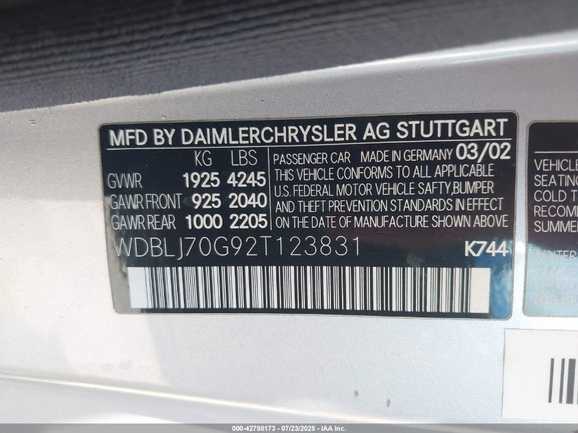 MFD BY DAIMLERCHRYSLER AG STUTTGART
KG LBS
GVWR 1925 4245
GAWR FRONT 925 2040
GAWR REAR 1000 2205
PASSENGER CAR MADE IN GERMANY 03/02
THIS VEHICLE CONFORMS TO ALL APPLICABLE
U.S. FEDERAL MOTOR VEHICLE SAFTY,BUMPER
AND THEFT PREVENTION STANDARDS IN EFFECT
ON THE DATE OF MANUFACTURE SHOWN ABOVE.
WDBLJ70G92T123831
K744
VEHICLE
SEATING
COLD T
RECOM
SUMME
000-42798173 - 07/23/2025 - IAA Inc.